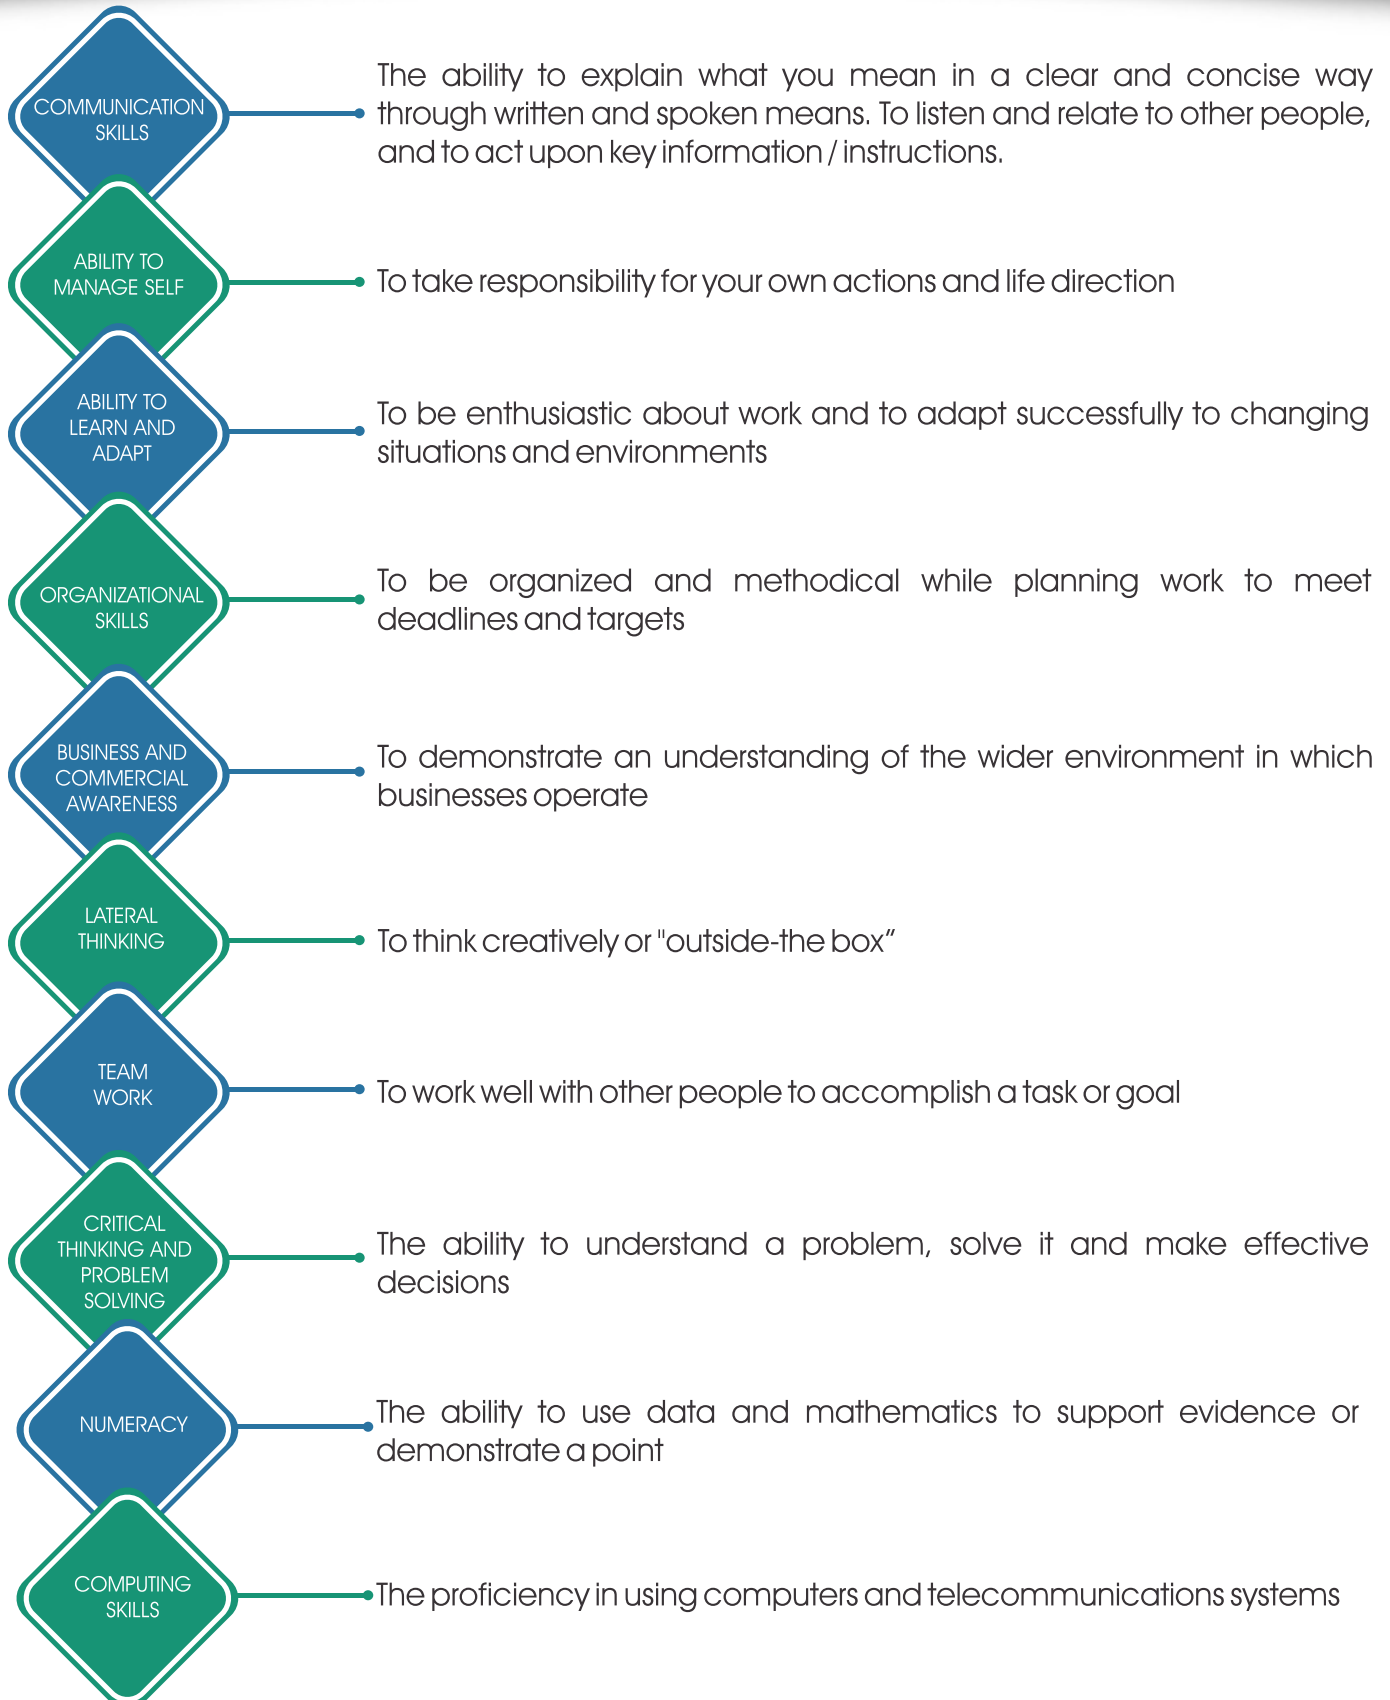 COMMUNICATION
SKILLS
The ability to explain what you mean in a clear and concise way
through written and spoken means. To listen and relate to other people,
and to act upon key information / instructions.
ABILITY TO
MANAGE SELF
To take responsibility for your own actions and life direction
ABILITY TO
LEARN AND
ADAPT
To be enthusiastic about work and to adapt successfully to changing
situations and environments
ORGANIZATIONAL
SKILLS
To be organized and methodical while planning work to meet
deadlines and targets
BUSINESS AND
COMMERCIAL
AWARENESS
To demonstrate an understanding of the wider environment in which
businesses operate
LATERAL
THINKING
To think creatively or "outside-the box”
TEAM
WORK
To work well with other people to accomplish a task or goal
CRITICAL
THINKING AND
PROBLEM
SOLVING
The ability to understand a problem, solve it and make effective
decisions
NUMERACY
The ability to use data and mathematics to support evidence or
demonstrate a point
COMPUTING
SKILLS
The proficiency in using computers and telecommunications systems